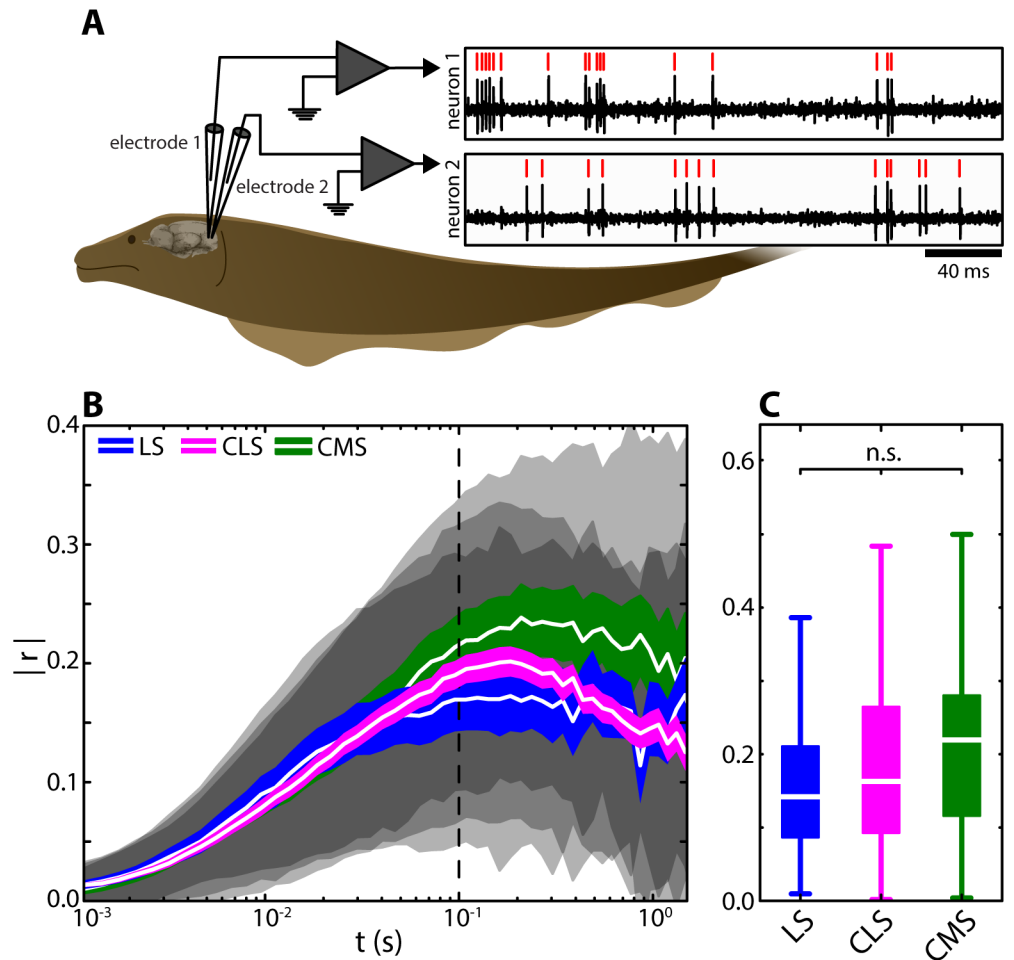 A
electrode 1
electrode 2
neuron 1
neuron 2
40 ms
B
LS CLS CMS
0.4
0.3
0.2
0.1
0.0
| r |
10⁻³ 10⁻² 10⁻¹ 10⁰
t (s)
C
n.s.
0.6
0.4
0.2
0.0
LS CLS CMS